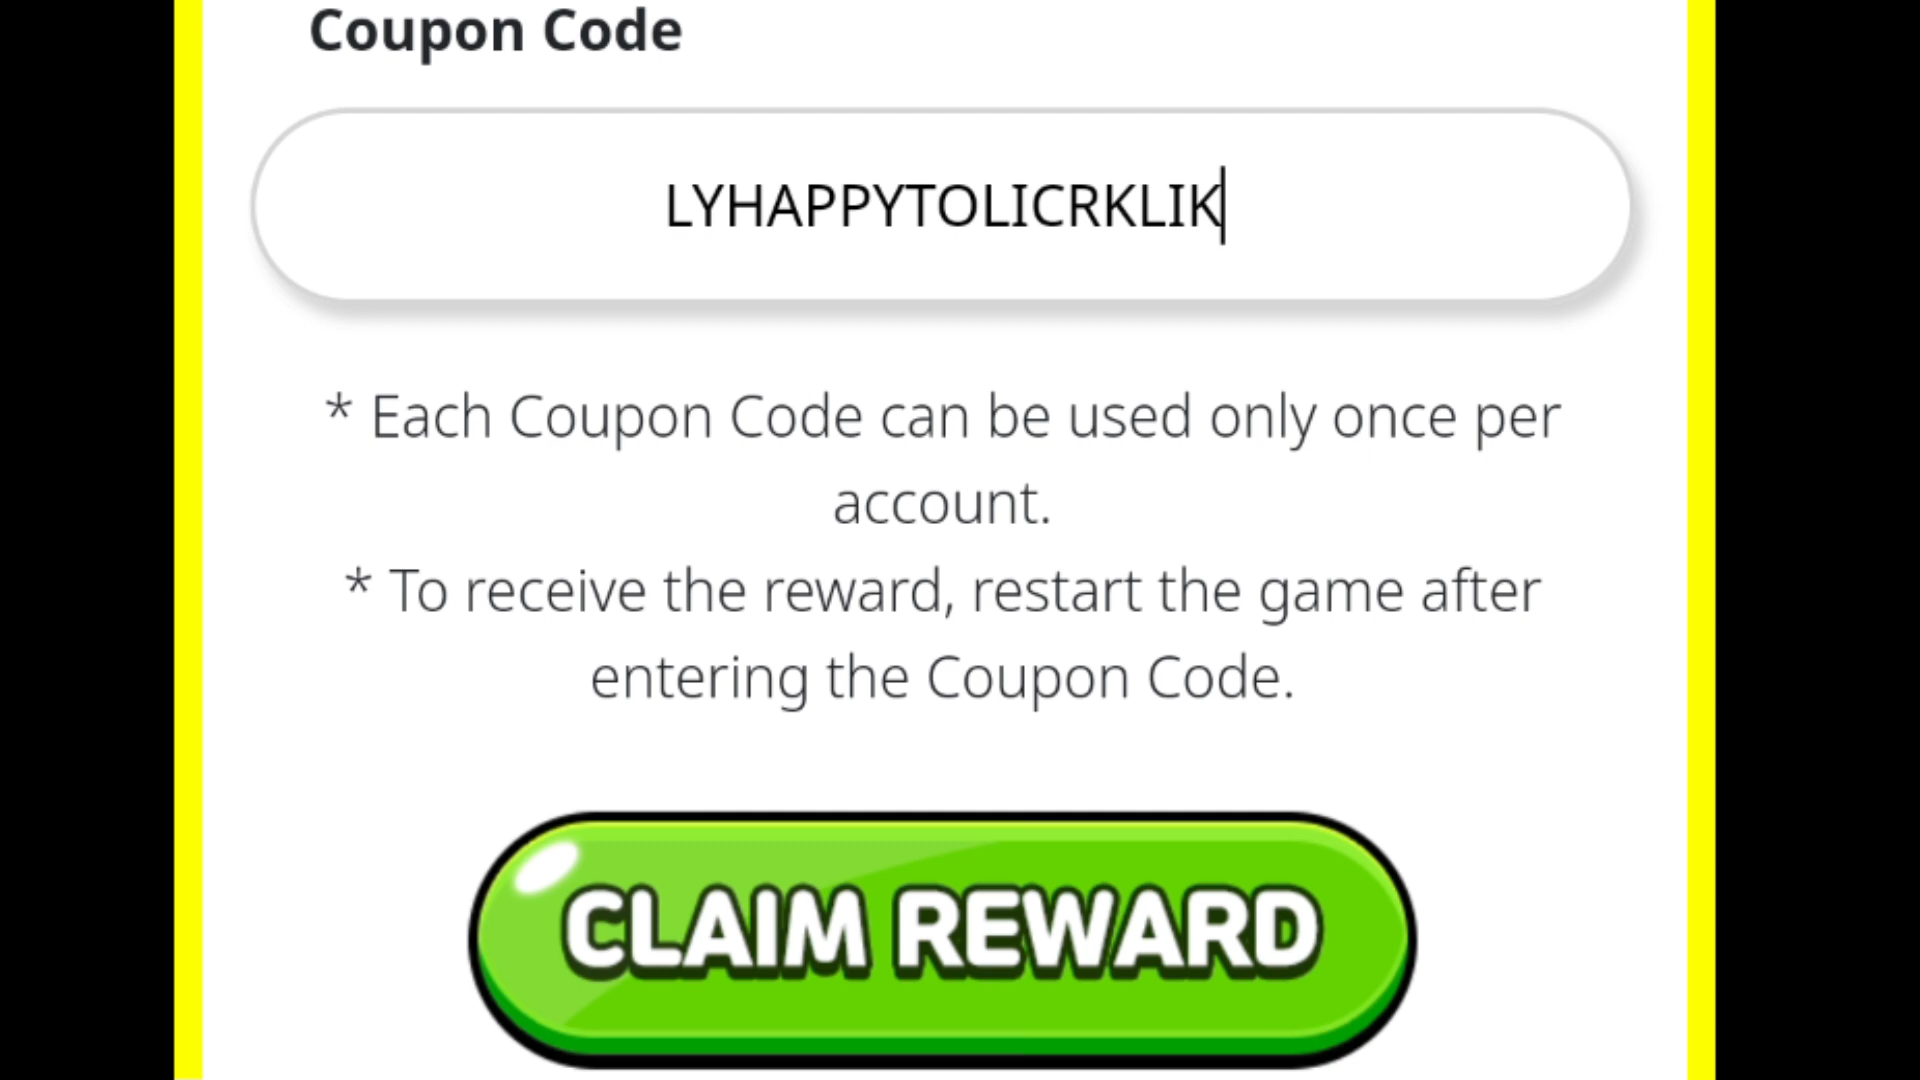 Coupon Code
LYHAPPYTOLICRKLIK
* Each Coupon Code can be used only once per
account.
* To receive the reward, restart the game after
entering the Coupon Code.
CLAIM REWARD